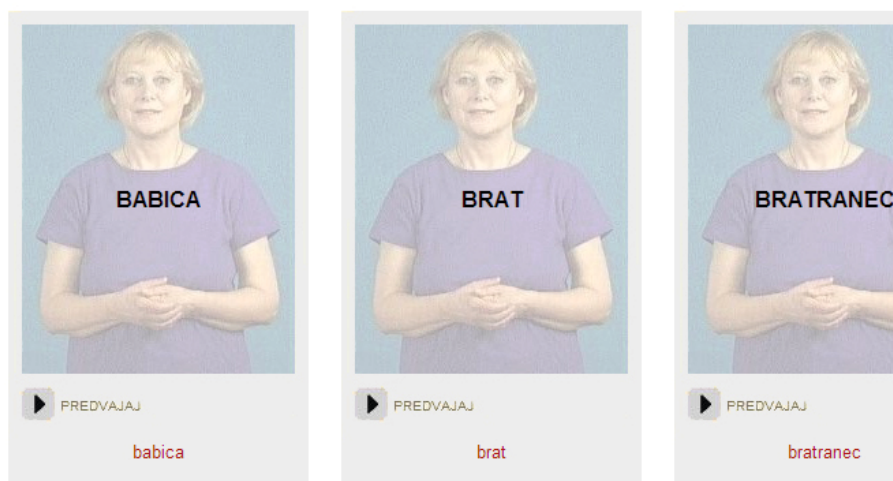 BABICA
BRAT
BRATRANEC
PREDVAJAJ
PREDVAJAJ
PREDVAJAJ
babica
brat
bratranec